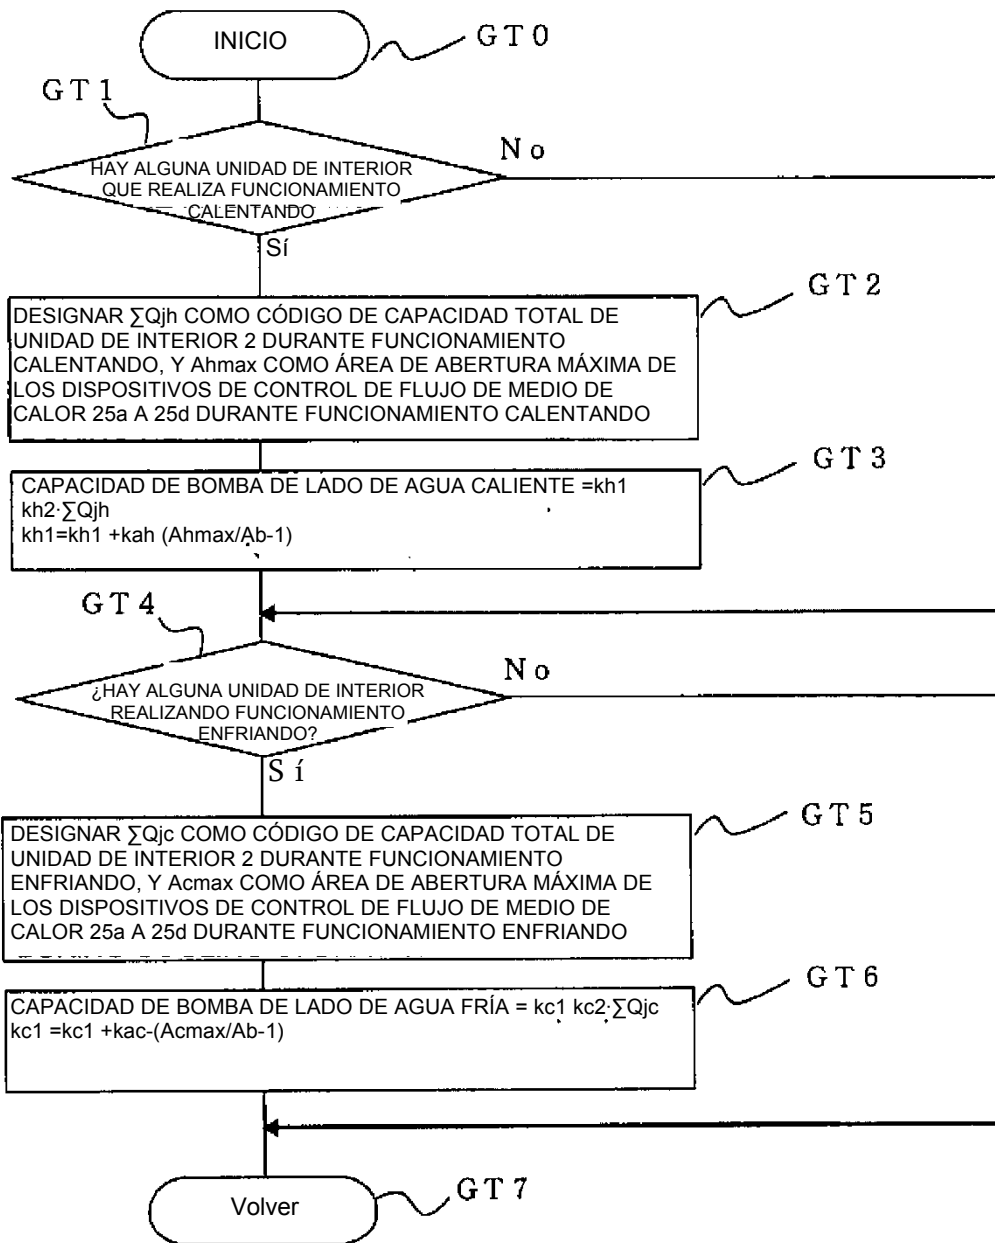 INICIO
GT0
GT1
HAY ALGUNA UNIDAD DE INTERIOR
QUE REALIZA FUNCIONAMIENTO
CALENTANDO
No
Sí
GT2
DESIGNAR ∑Qjh COMO CÓDIGO DE CAPACIDAD TOTAL DE
UNIDAD DE INTERIOR 2 DURANTE FUNCIONAMIENTO
CALENTANDO, Y Ahmax COMO ÁREA DE ABERTURA MÁXIMA DE
LOS DISPOSITIVOS DE CONTROL DE FLUJO DE MEDIO DE
CALOR 25a A 25d DURANTE FUNCIONAMIENTO CALENTANDO
GT3
CAPACIDAD DE BOMBA DE LADO DE AGUA CALIENTE =kh1
kh2·∑Qjh
kh1=kh1 +kah (Ahmax/Ab-1)
GT4
¿HAY ALGUNA UNIDAD DE INTERIOR
REALIZANDO FUNCIONAMIENTO
ENFRIANDO?
No
Sí
GT5
DESIGNAR ∑Qjc COMO CÓDIGO DE CAPACIDAD TOTAL DE
UNIDAD DE INTERIOR 2 DURANTE FUNCIONAMIENTO
ENFRIANDO, Y Acmax COMO ÁREA DE ABERTURA MÁXIMA DE
LOS DISPOSITIVOS DE CONTROL DE FLUJO DE MEDIO DE
CALOR 25a A 25d DURANTE FUNCIONAMIENTO ENFRIANDO
GT6
CAPACIDAD DE BOMBA DE LADO DE AGUA FRÍA = kc1 kc2·∑Qjc
kc1 =kc1 +kac-(Acmax/Ab-1)
Volver
GT7